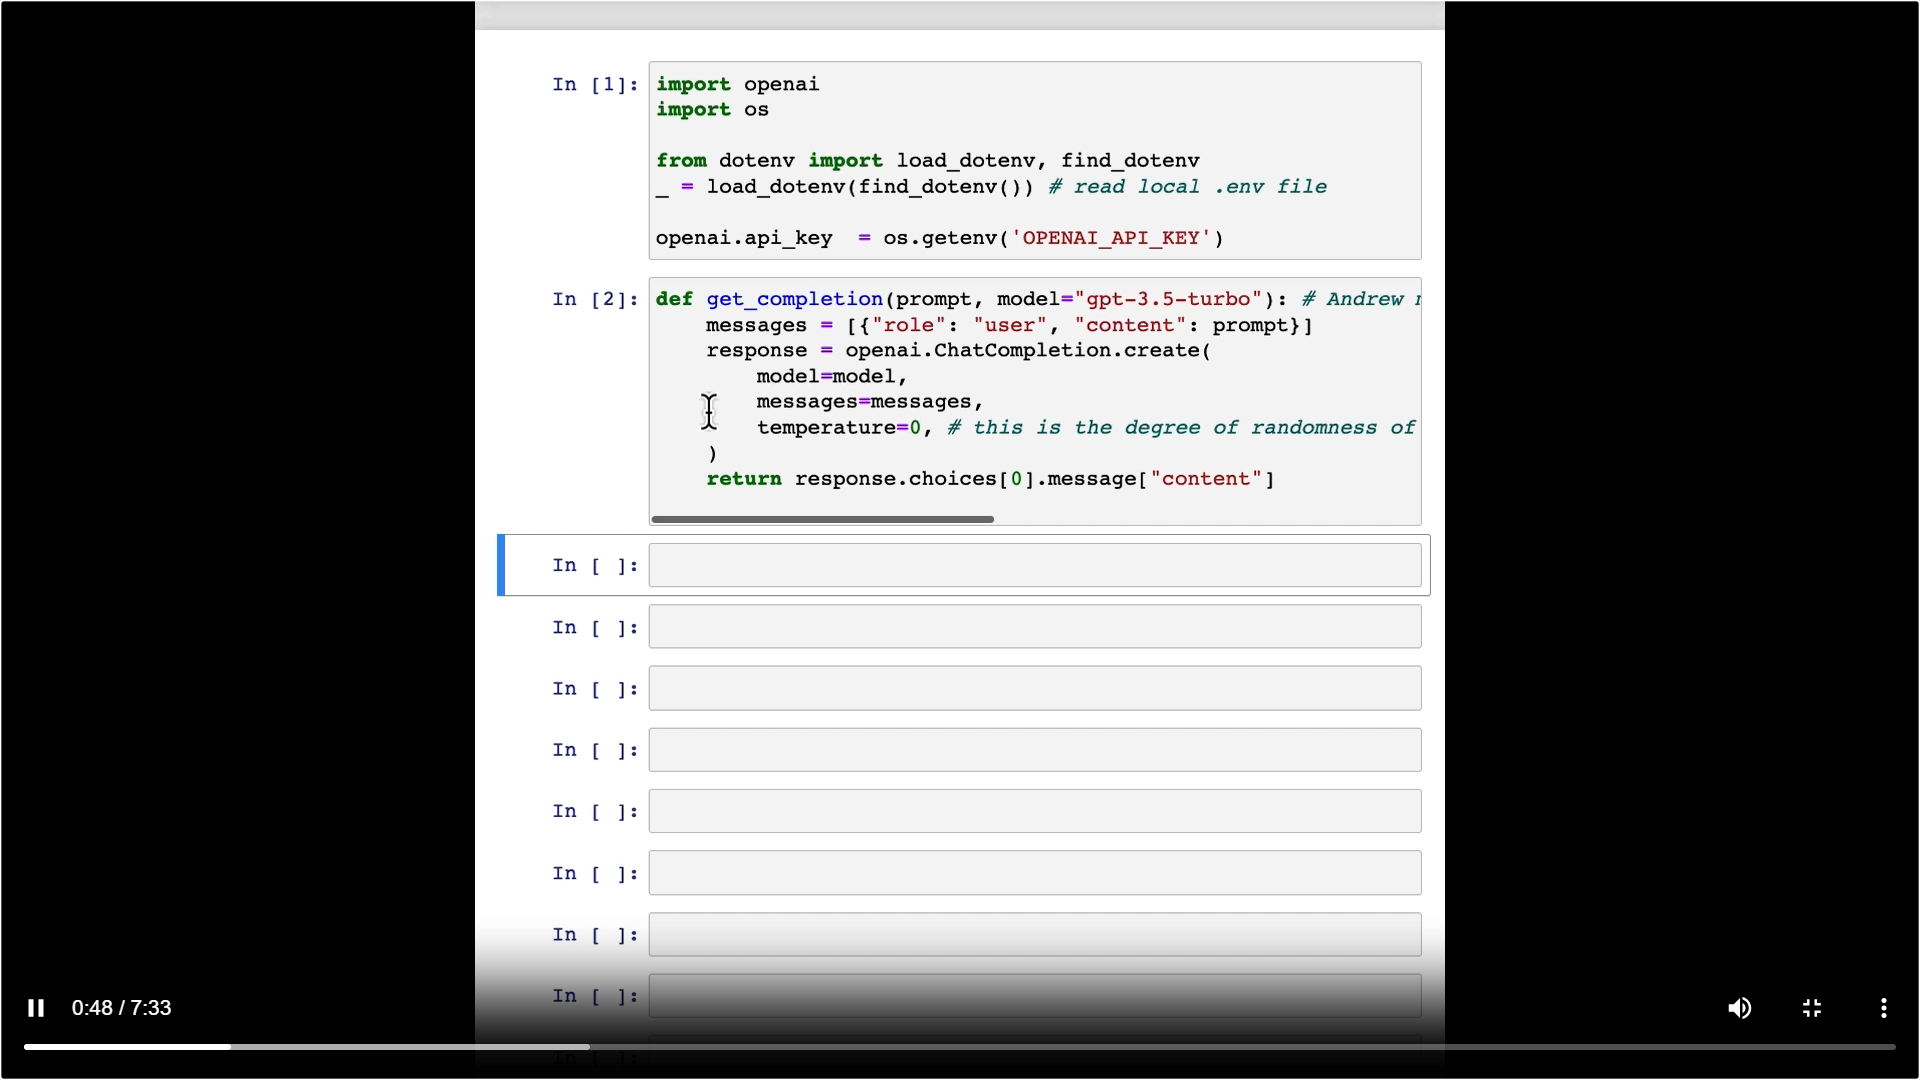 In [1]:
import openai
import os
from dotenv import load_dotenv, find_dotenv
_ = load_dotenv(find_dotenv()) # read local .env file
openai.api_key  = os.getenv('OPENAI_API_KEY')
In [2]:
def get_completion(prompt, model="gpt-3.5-turbo"): # Andrew
    messages = [{"role": "user", "content": prompt}]
    response = openai.ChatCompletion.create(
        model=model,
        messages=messages,
        temperature=0, # this is the degree of randomness of
    )
    return response.choices[0].message["content"]
In [ ]:
In [ ]:
In [ ]:
In [ ]:
In [ ]:
In [ ]:
In [ ]:
In [ ]:
In [ ]:
0:48 / 7:33